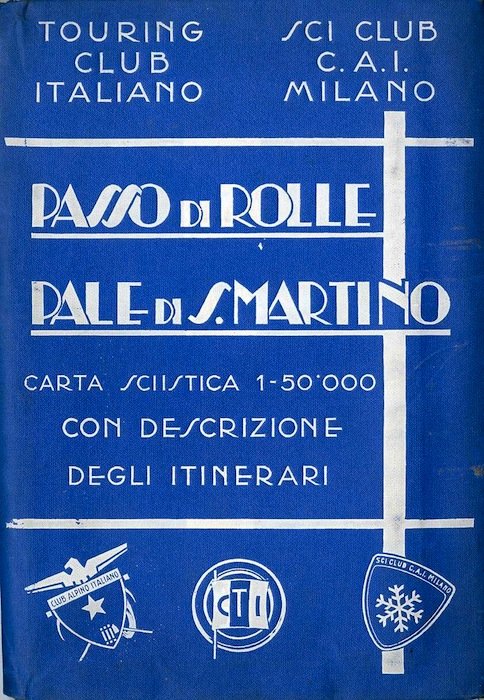 TOURING
CLUB
ITALIANO
SCI CLUB
C.A.I.
MILANO
PASSO DI ROLLE
PALE DI S. MARTINO
CARTA SCIISTICA 1-50'000
CON DESCRIZIONE
DEGLI ITINERARI
CLUB ALPINO ITALIANO
CTI
SCI CLUB C.A.I. MILANO